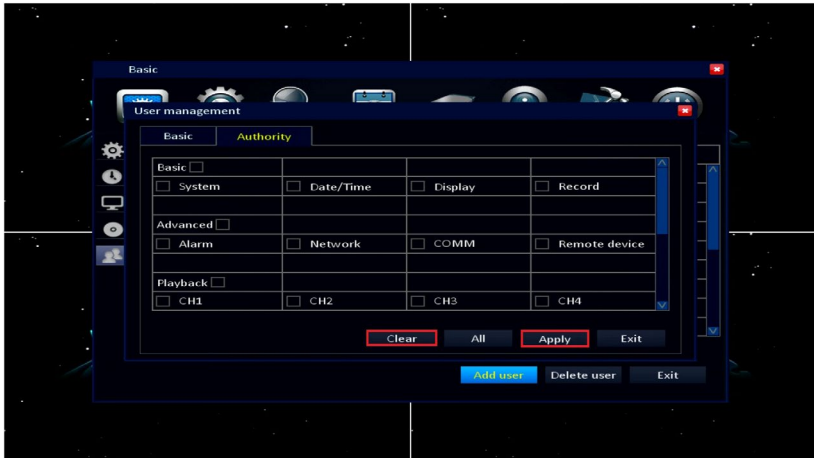 Basic
User management
Basic Authority
Basic
System Date/Time Display Record
Advanced
Alarm Network COMM Remote device
Playback
CH1 CH2 CH3 CH4
Clear All Apply Exit
Add user Delete user Exit